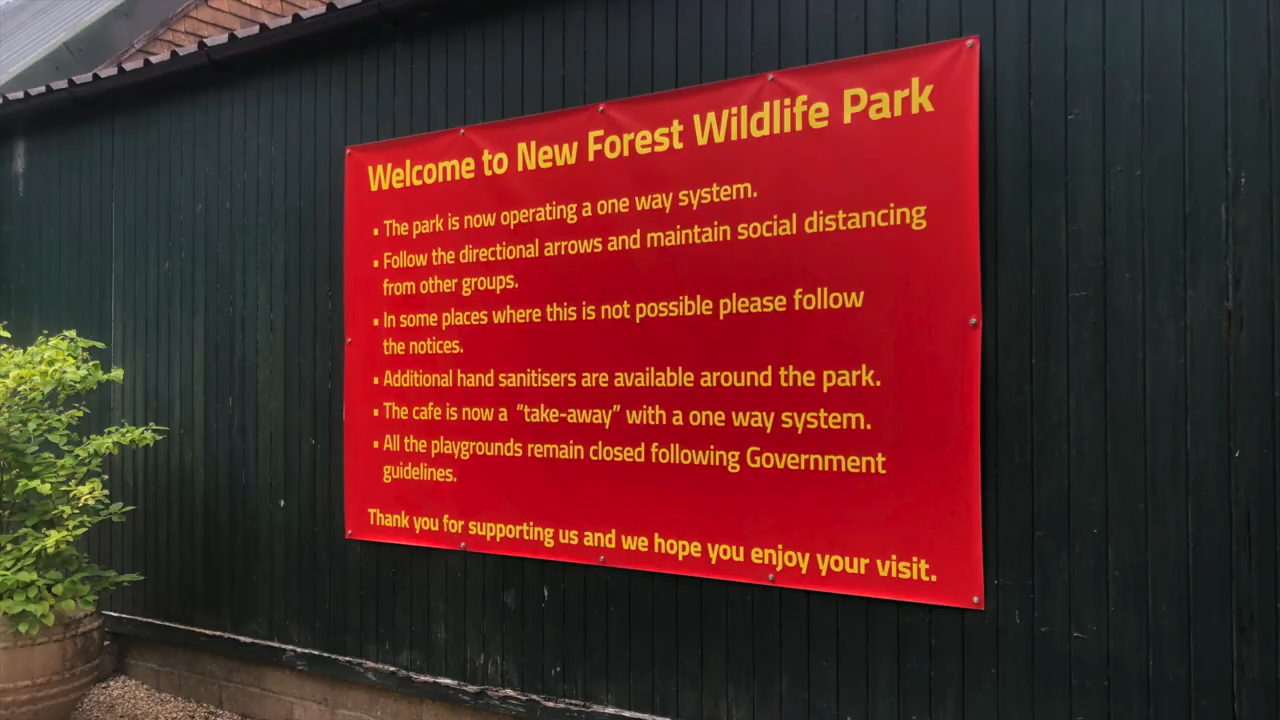 Welcome to New Forest Wildlife Park
▪ The park is now operating a one way system.
▪ Follow the directional arrows and maintain social distancing
from other groups.
▪ In some places where this is not possible please follow
the notices.
▪ Additional hand sanitisers are available around the park.
▪ The cafe is now a “take-away” with a one way system.
▪ All the playgrounds remain closed following Government
guidelines.
Thank you for supporting us and we hope you enjoy your visit.